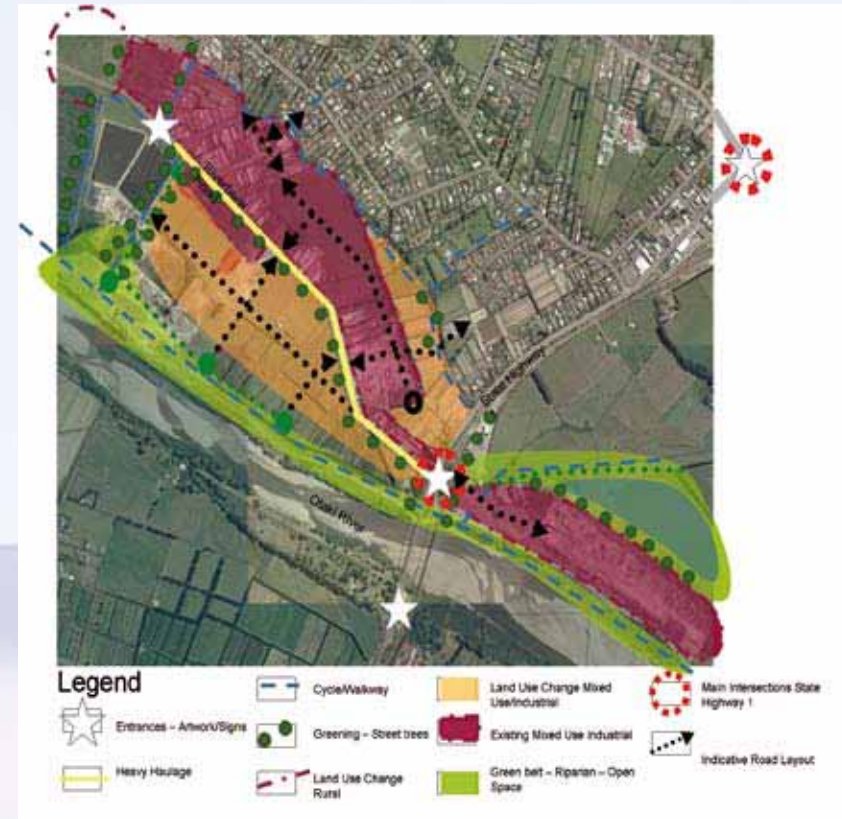 State Highway
Otaki River
Legend
Entrances – Artwork/Signs
Heavy Haulage
Cycle/Walkway
Greening – Street trees
Land Use Change
Rural
Land Use Change Mixed
Use/Industrial
Existing Mixed Use Industrial
Green belt – Riparian – Open
Space
Main Intersections State
Highway 1
Indicative Road Layout